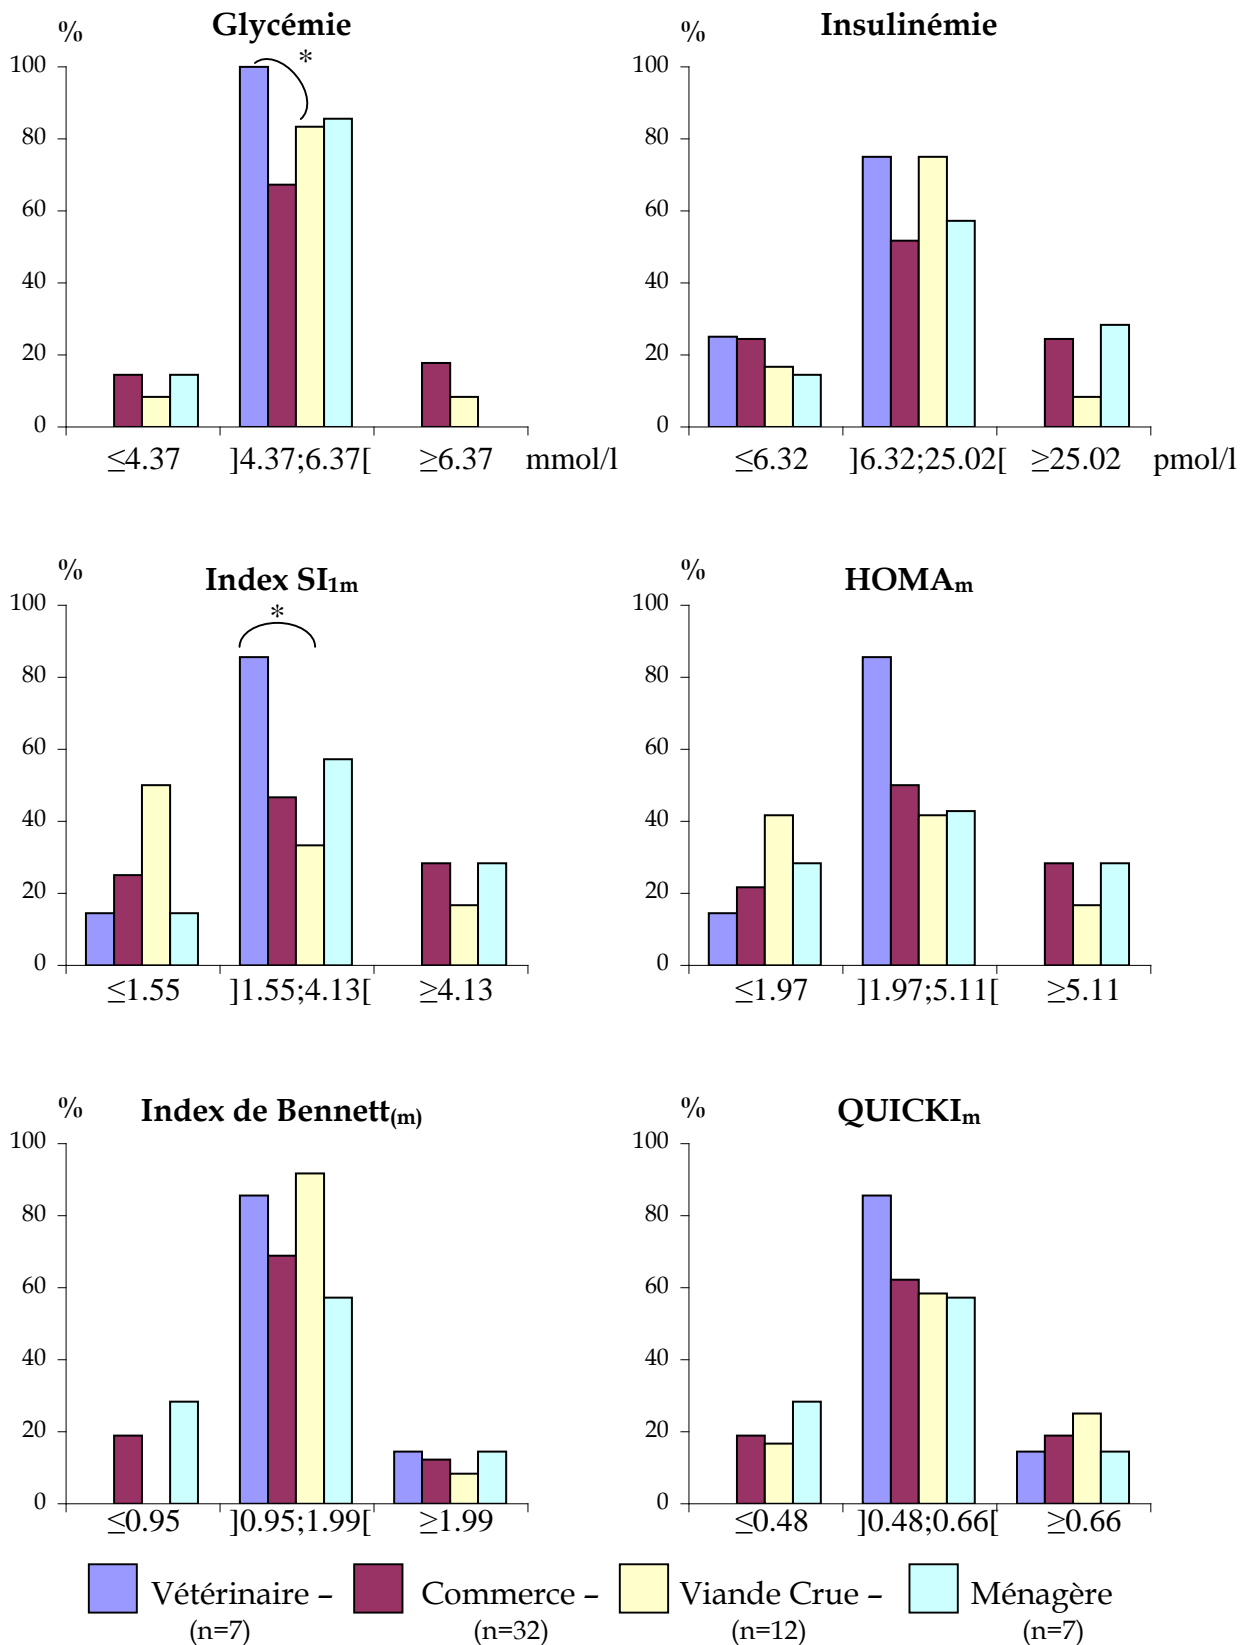 % Glycémie
*
100
80
60
40
20
0
≤4.37 ]4.37;6.37[ ≥6.37 mmol/l
% Insulinémie
100
80
60
40
20
0
≤6.32 ]6.32;25.02[ ≥25.02 pmol/l
% Index SI1m
*
100
80
60
40
20
0
≤1.55 ]1.55;4.13[ ≥4.13
% HOMAm
100
80
60
40
20
0
≤1.97 ]1.97;5.11[ ≥5.11
% Index de Bennett(m)
100
80
60
40
20
0
≤0.95 ]0.95;1.99[ ≥1.99
% QUICKIm
100
80
60
40
20
0
≤0.48 ]0.48;0.66[ ≥0.66
Vétérinaire – Commerce – Viande Crue – Ménagère
(n=7) (n=32) (n=12) (n=7)